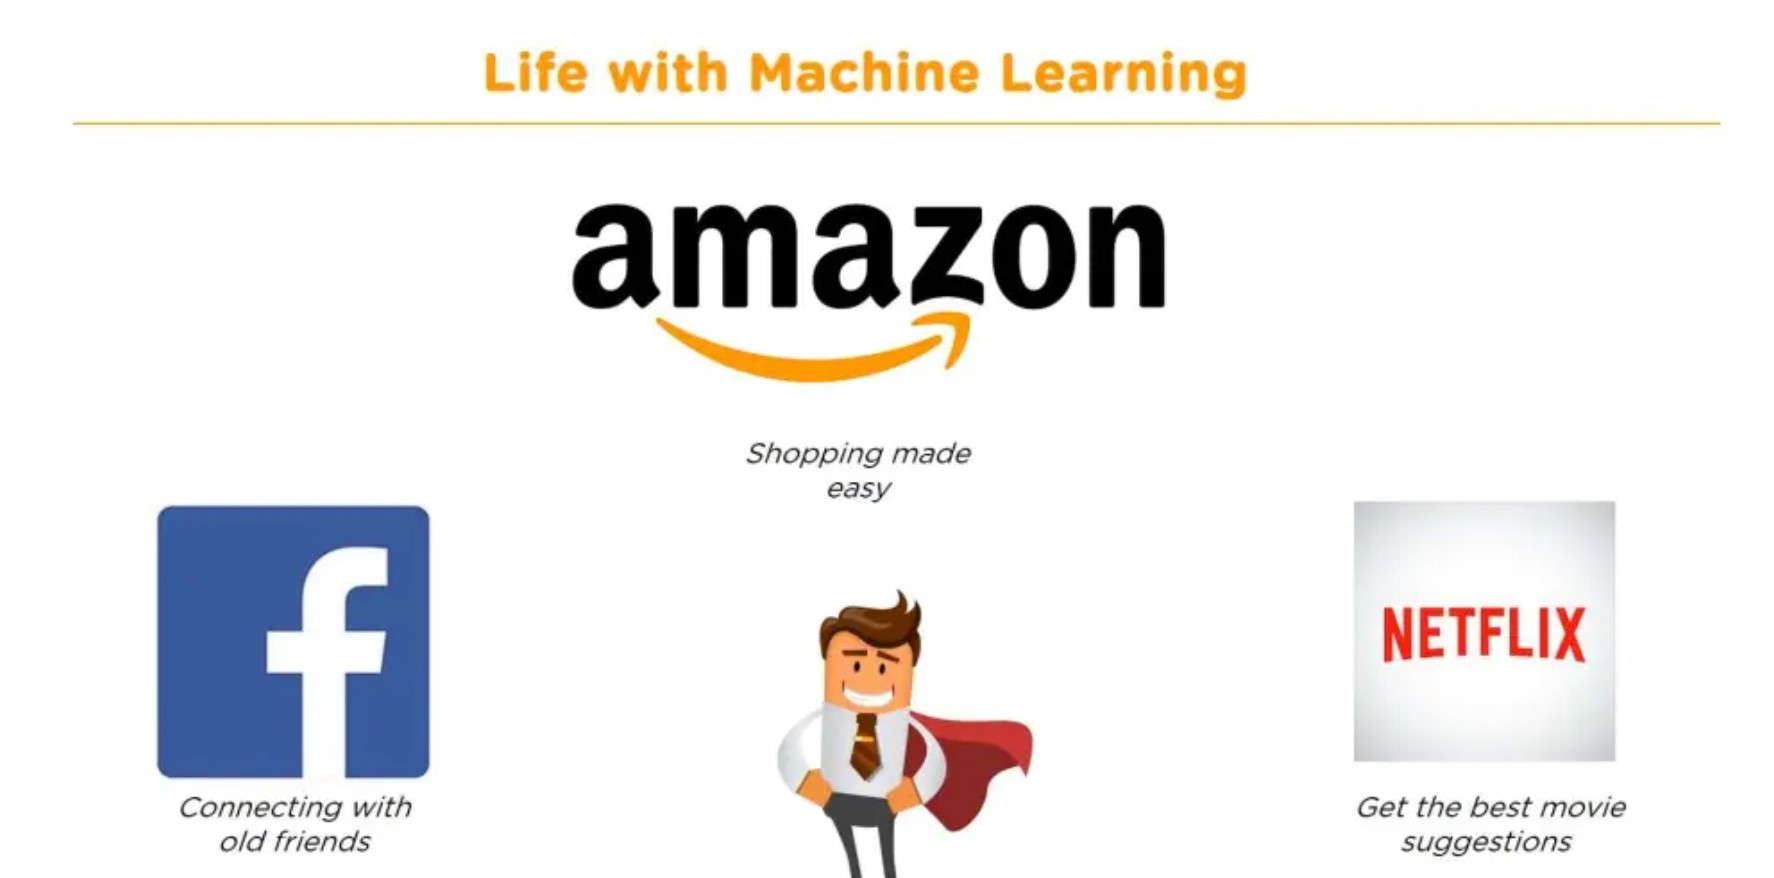 Life with Machine Learning
amazon
Shopping made
easy
f
Connecting with
old friends
NETFLIX
Get the best movie
suggestions